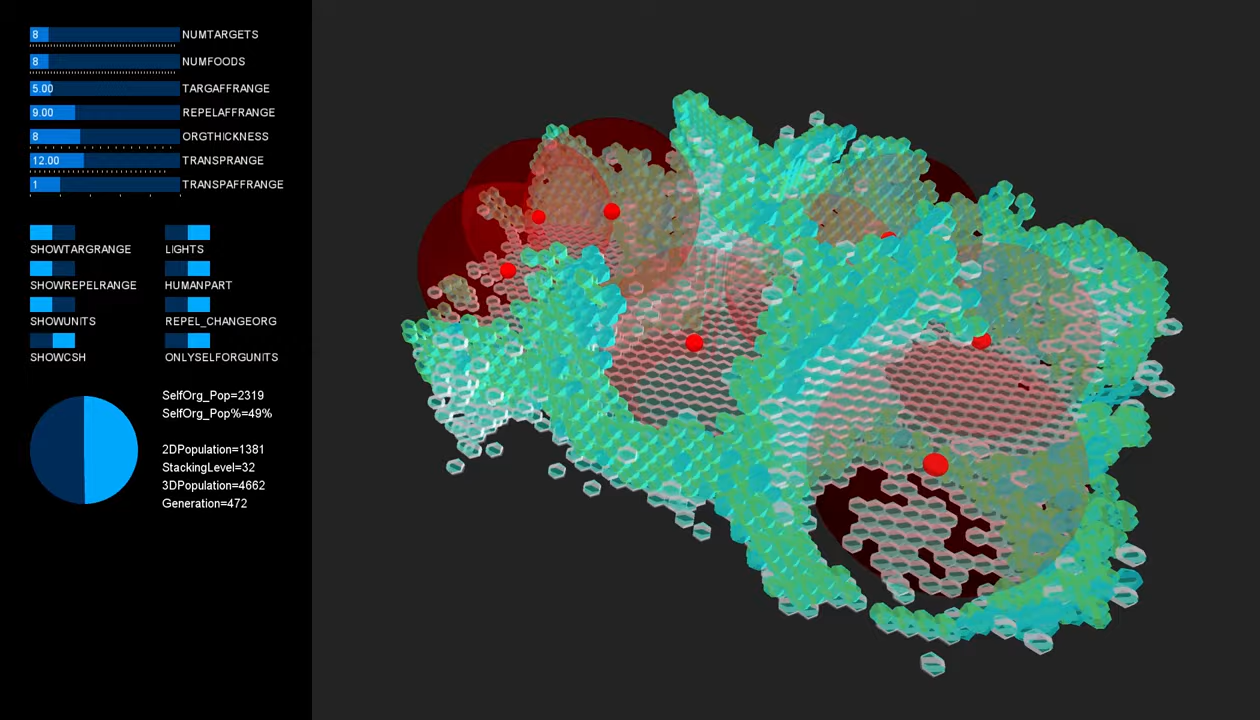 8 NUMTARGETS
8 NUMFOODS
5.00 TARGAFFRANGE
9.00 REPELAFFRANGE
8 ORGTHICKNESS
12.00 TRANSPRANGE
1 TRANSPAFFRANGE
SHOWTARGRANGE LIGHTS
SHOWREPELRANGE HUMANPART
SHOWUNITS REPEL_CHANGEORG
SHOWCSH ONLYSELFORGUNITS
SelfOrg_Pop=2319
SelfOrg_Pop%=49%
2DPopulation=1381
StackingLevel=32
3DPopulation=4662
Generation=472